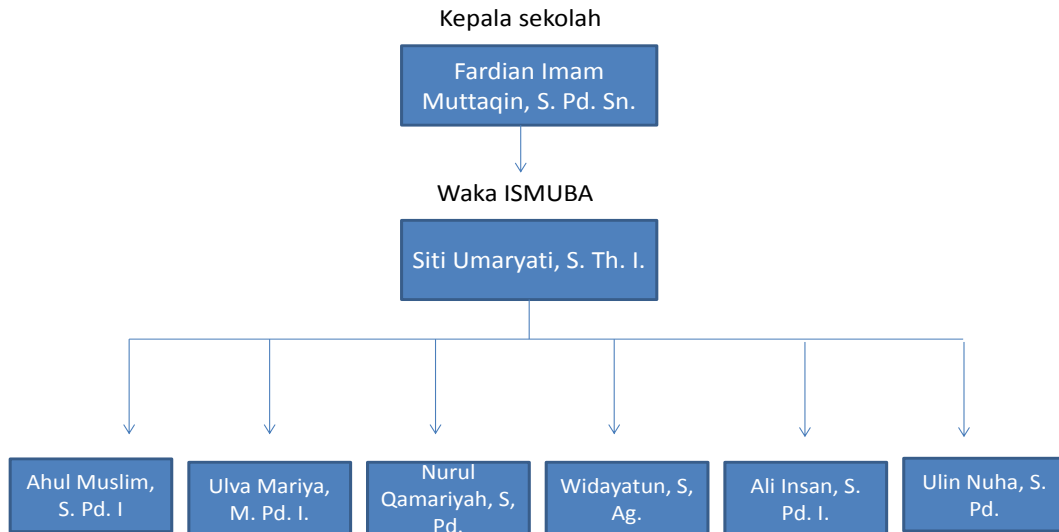 Kepala sekolah
Fardian Imam
Muttaqin, S. Pd. Sn.
Waka ISMUBA
Siti Umaryati, S. Th. I.
Ahul Muslim,
S. Pd. I
Ulva Mariya,
M. Pd. I.
Nurul
Qamariyah, S,
Pd.
Widayatun, S,
Ag.
Ali Insan, S.
Pd. I.
Ulin Nuha, S.
Pd.